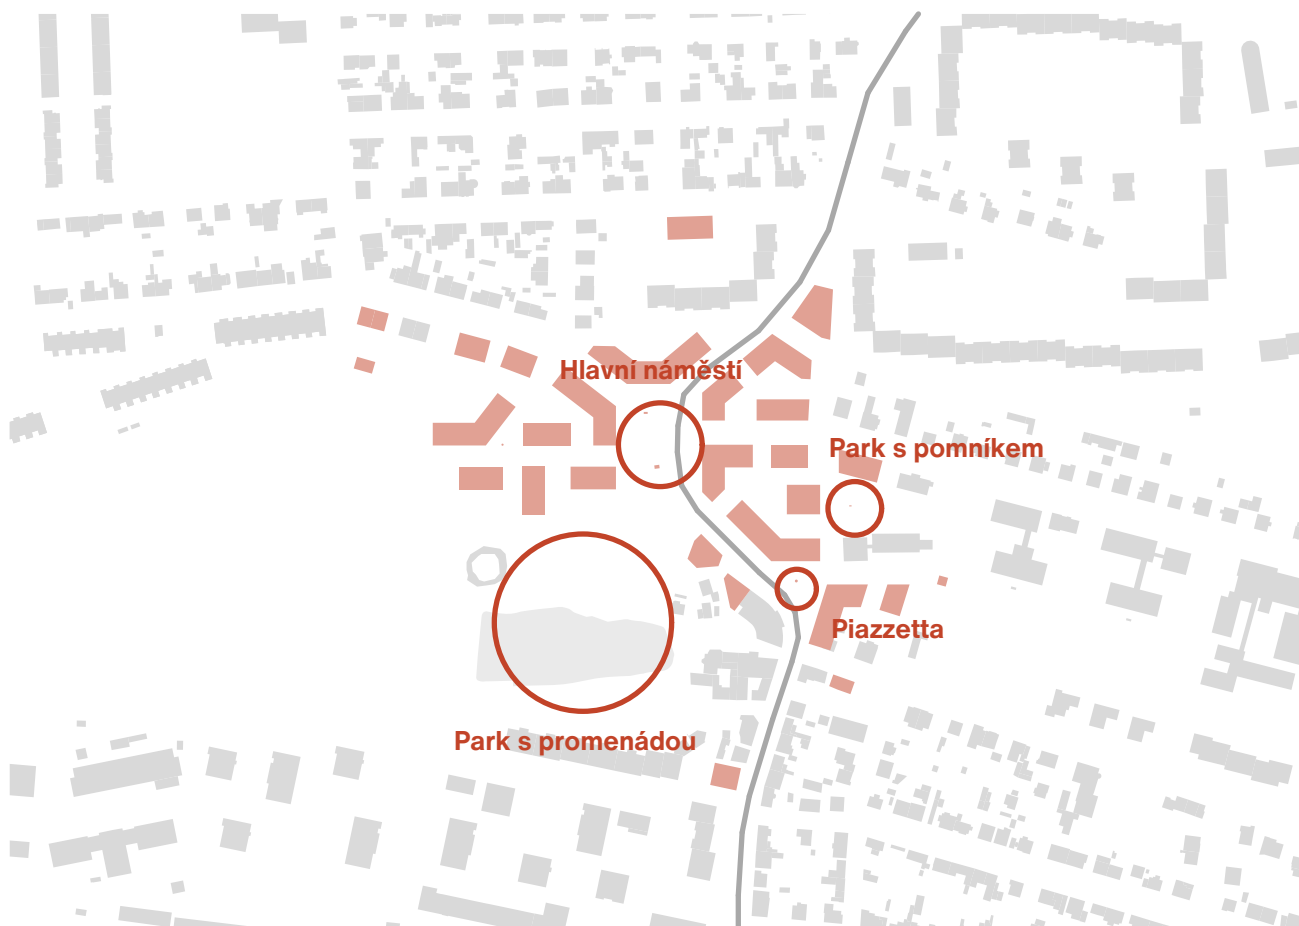 Hlavní náměstí
Park s pomníkem
Piazzetta
Park s promenádou